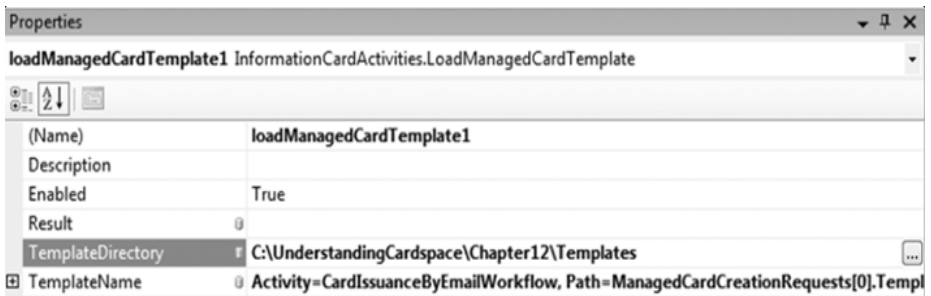 Properties
loadManagedCardTemplate1 InformationCardActivities.LoadManagedCardTemplate
(Name) loadManagedCardTemplate1
Description
Enabled True
Result
TemplateDirectory C:\UnderstandingCardspace\Chapter12\Templates ...
TemplateName Activity=CardIssuanceByEmailWorkflow, Path=ManagedCardCreationRequests[0].Templ